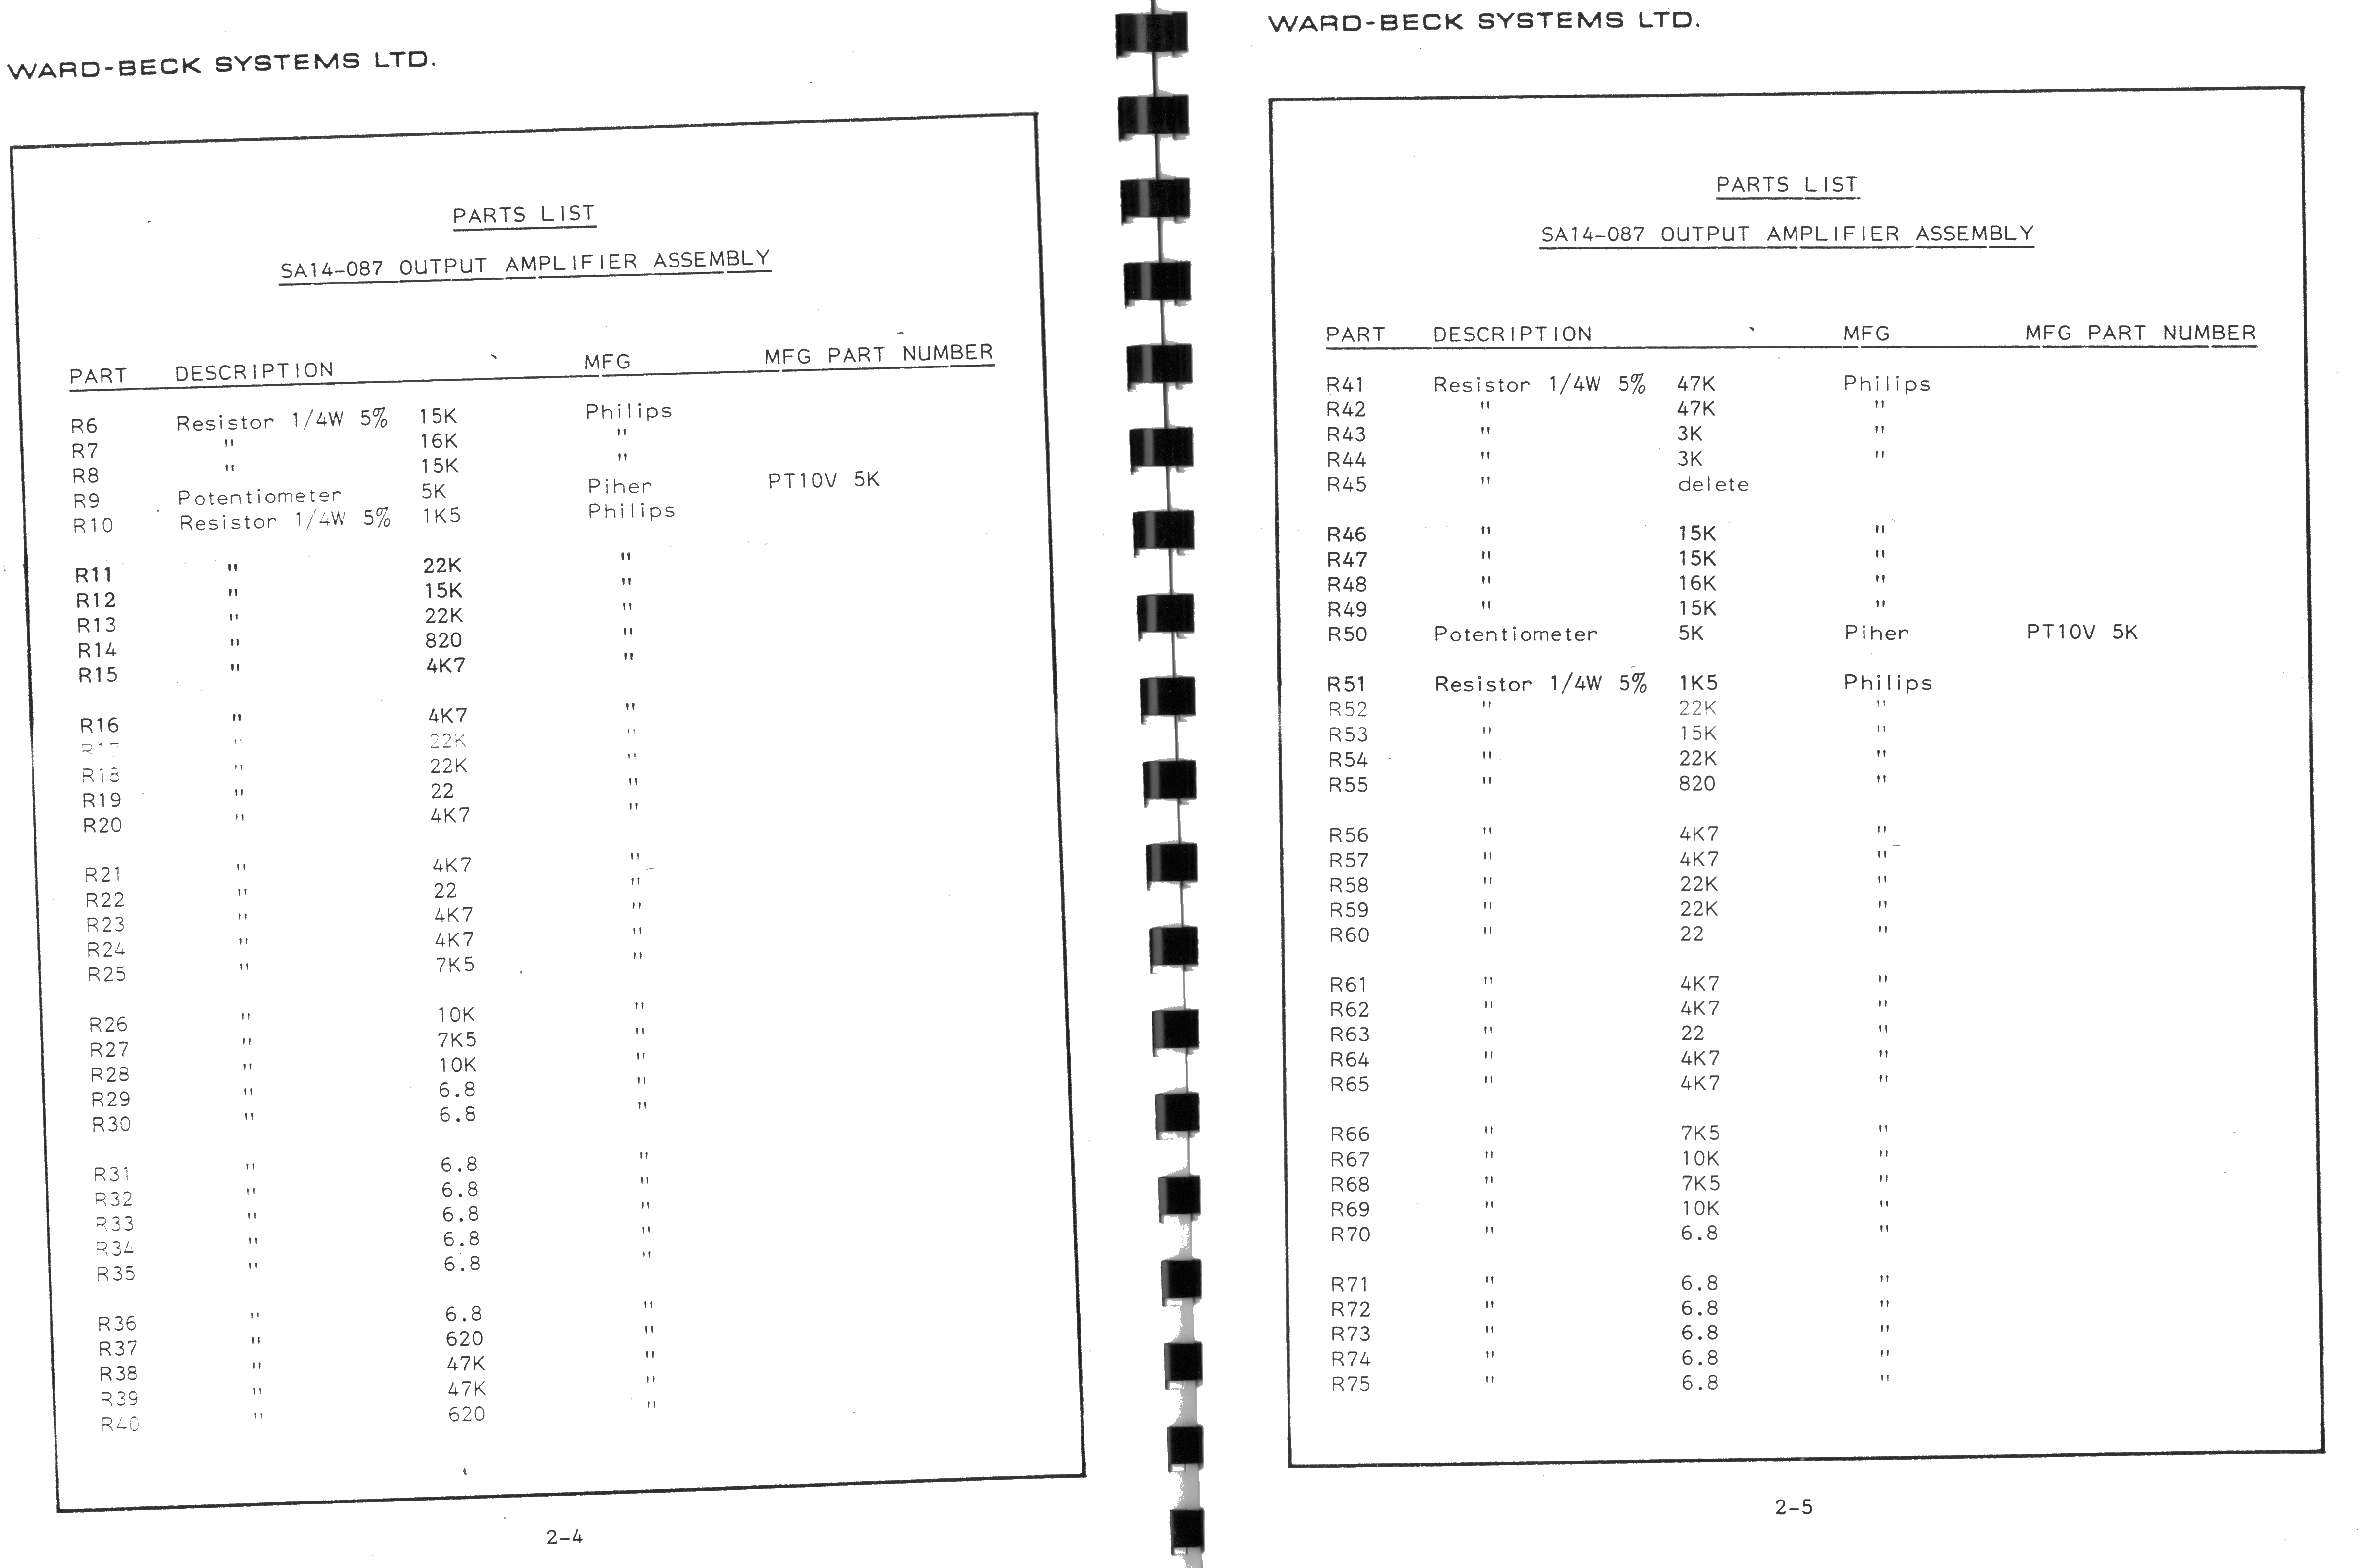 WARD-BECK SYSTEMS LTD.
PARTS LIST
SA14-087 OUTPUT AMPLIFIER ASSEMBLY
PART DESCRIPTION MFG MFG PART NUMBER
R6 Resistor 1/4W 5% 15K Philips
R7 " 16K "
R8 " 15K "
R9 Potentiometer 5K Piher PT10V 5K
R10 Resistor 1/4W 5% 1K5 Philips
R11 " 22K "
R12 " 15K "
R13 " 22K "
R14 " 820 "
R15 " 4K7 "
R16 " 4K7 "
R17 " 22K "
R18 " 22K "
R19 " 22 "
R20 " 4K7 "
R21 " 4K7 "
R22 " 22 "
R23 " 4K7 "
R24 " 4K7 "
R25 " 7K5 "
R26 " 10K "
R27 " 7K5 "
R28 " 10K "
R29 " 6.8 "
R30 " 6.8 "
R31 " 6.8 "
R32 " 6.8 "
R33 " 6.8 "
R34 " 6.8 "
R35 " 6.8 "
R36 " 6.8 "
R37 " 620 "
R38 " 47K "
R39 " 47K "
R40 " 620 "
2-4
WARD-BECK SYSTEMS LTD.
PARTS LIST
SA14-087 OUTPUT AMPLIFIER ASSEMBLY
PART DESCRIPTION MFG MFG PART NUMBER
R41 Resistor 1/4W 5% 47K Philips
R42 " 47K "
R43 " 3K "
R44 " 3K "
R45 " delete
R46 " 15K "
R47 " 15K "
R48 " 16K "
R49 " 15K "
R50 Potentiometer 5K Piher PT10V 5K
R51 Resistor 1/4W 5% 1K5 Philips
R52 " 22K "
R53 " 15K "
R54 " 22K "
R55 " 820 "
R56 " 4K7 "
R57 " 4K7 "
R58 " 22K "
R59 " 22K "
R60 " 22 "
R61 " 4K7 "
R62 " 4K7 "
R63 " 22 "
R64 " 4K7 "
R65 " 4K7 "
R66 " 7K5 "
R67 " 10K "
R68 " 7K5 "
R69 " 10K "
R70 " 6.8 "
R71 " 6.8 "
R72 " 6.8 "
R73 " 6.8 "
R74 " 6.8 "
R75 " 6.8 "
2-5